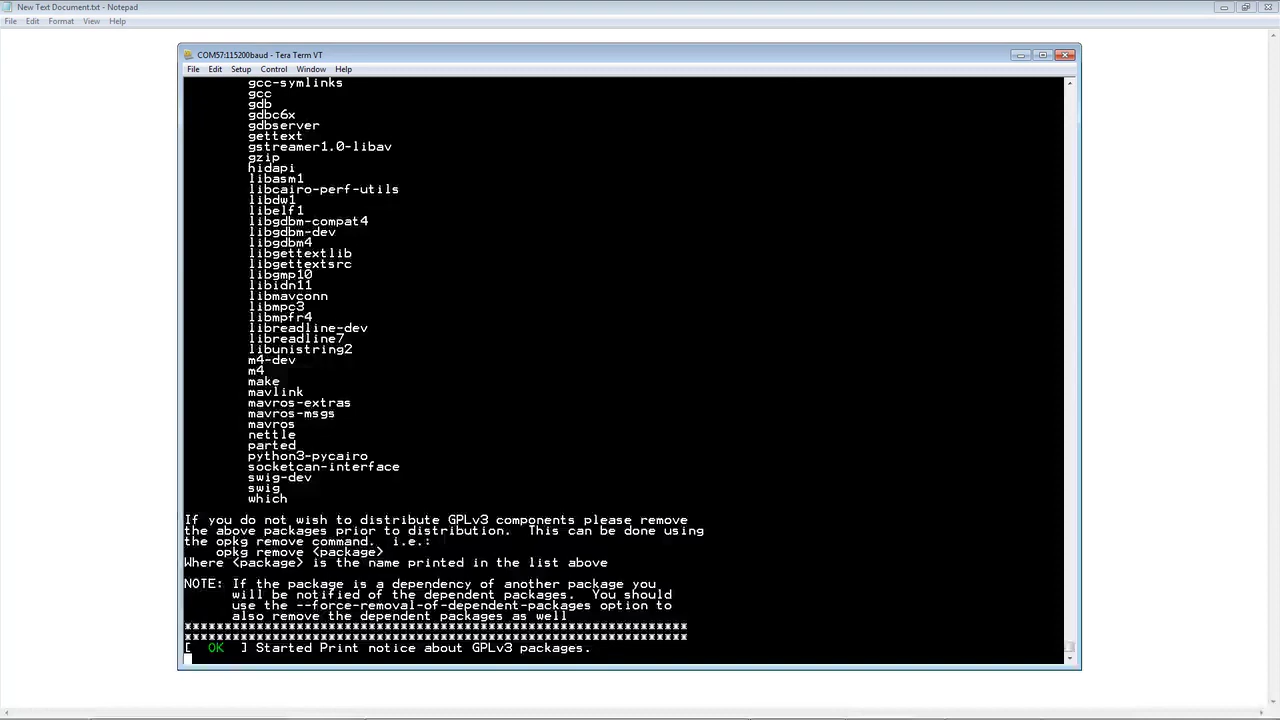 New Text Document.txt - Notepad
File Edit Format View Help
COM57:115200baud - Tera Term VT
File Edit Setup Control Window Help
gcc-symlinks
gcc
gdb
gdbc6x
gdbserver
gettext
gstreamer1.0-libav
gzip
hidapi
libasm1
libcairo-perf-utils
libdw1
libelf1
libgdbm-compat4
libgdbm-dev
libgdbm4
libgettextlib
libgettextsrc
libgmp10
libidn11
libmavconn
libmpc3
libmpfr4
libreadline-dev
libreadline7
libunistring2
m4-dev
m4
make
mavlink
mavros-extras
mavros-msgs
mavros
nettle
parted
python3-pycairo
socketcan-interface
swig-dev
swig
which
If you do not wish to distribute GPLv3 components please remove
the above packages prior to distribution.  This can be done using
the opkg remove command.  i.e.:
opkg remove <package>
Where <package> is the name printed in the list above
NOTE: If the package is a dependency of another package you
will be notified of the dependent packages.  You should
use the --force-removal-of-dependent-packages option to
also remove the dependent packages as well
***************************************************************
***************************************************************
[  OK  ] Started Print notice about GPLv3 packages.